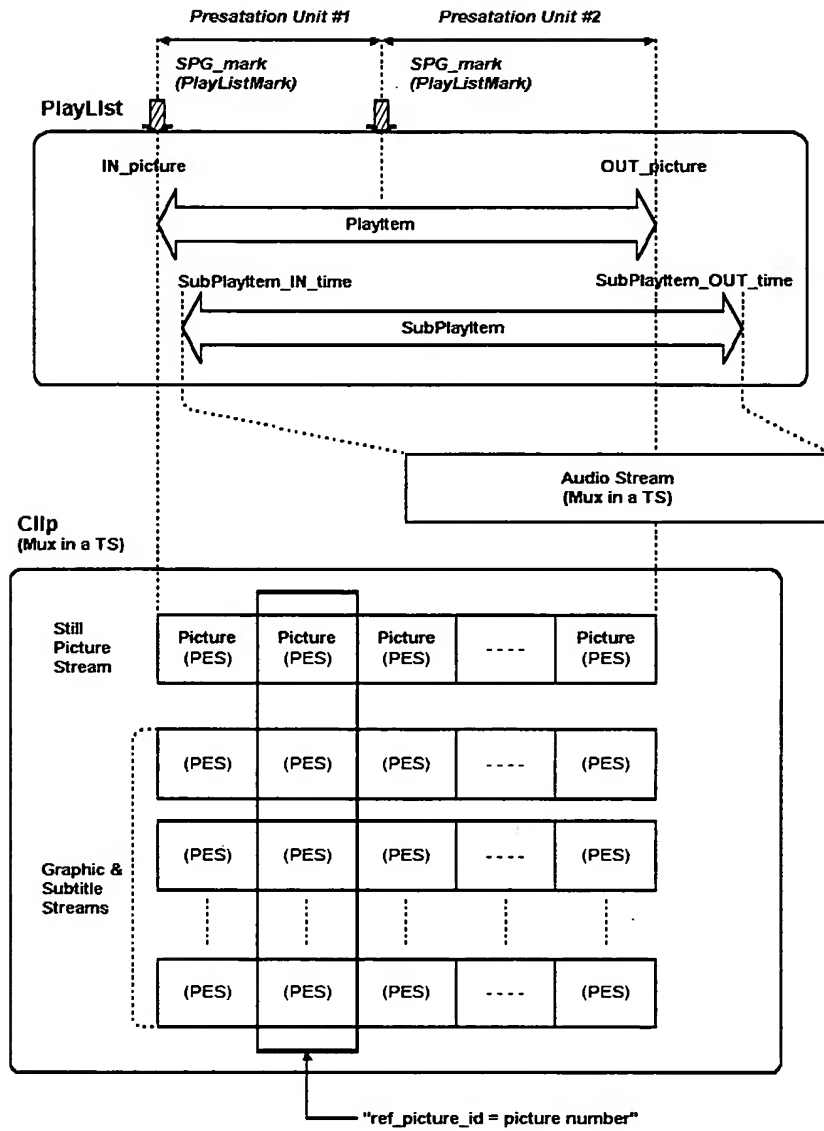 Presatation Unit #1
Presatation Unit #2
SPG_mark
(PlayListMark)
SPG_mark
(PlayListMark)
PlayList
IN_picture
OUT_picture
PlayItem
SubPlayItem_IN_time
SubPlayItem_OUT_time
SubPlayItem
Audio Stream
(Mux in a TS)
Clip
(Mux in a TS)
Still
Picture
Stream
Picture
(PES)
Picture
(PES)
Picture
(PES)
----
Picture
(PES)
(PES)
(PES)
(PES)
----
(PES)
Graphic &
Subtitle
Streams
(PES)
(PES)
(PES)
----
(PES)
(PES)
(PES)
(PES)
----
(PES)
"ref_picture_id = picture number"